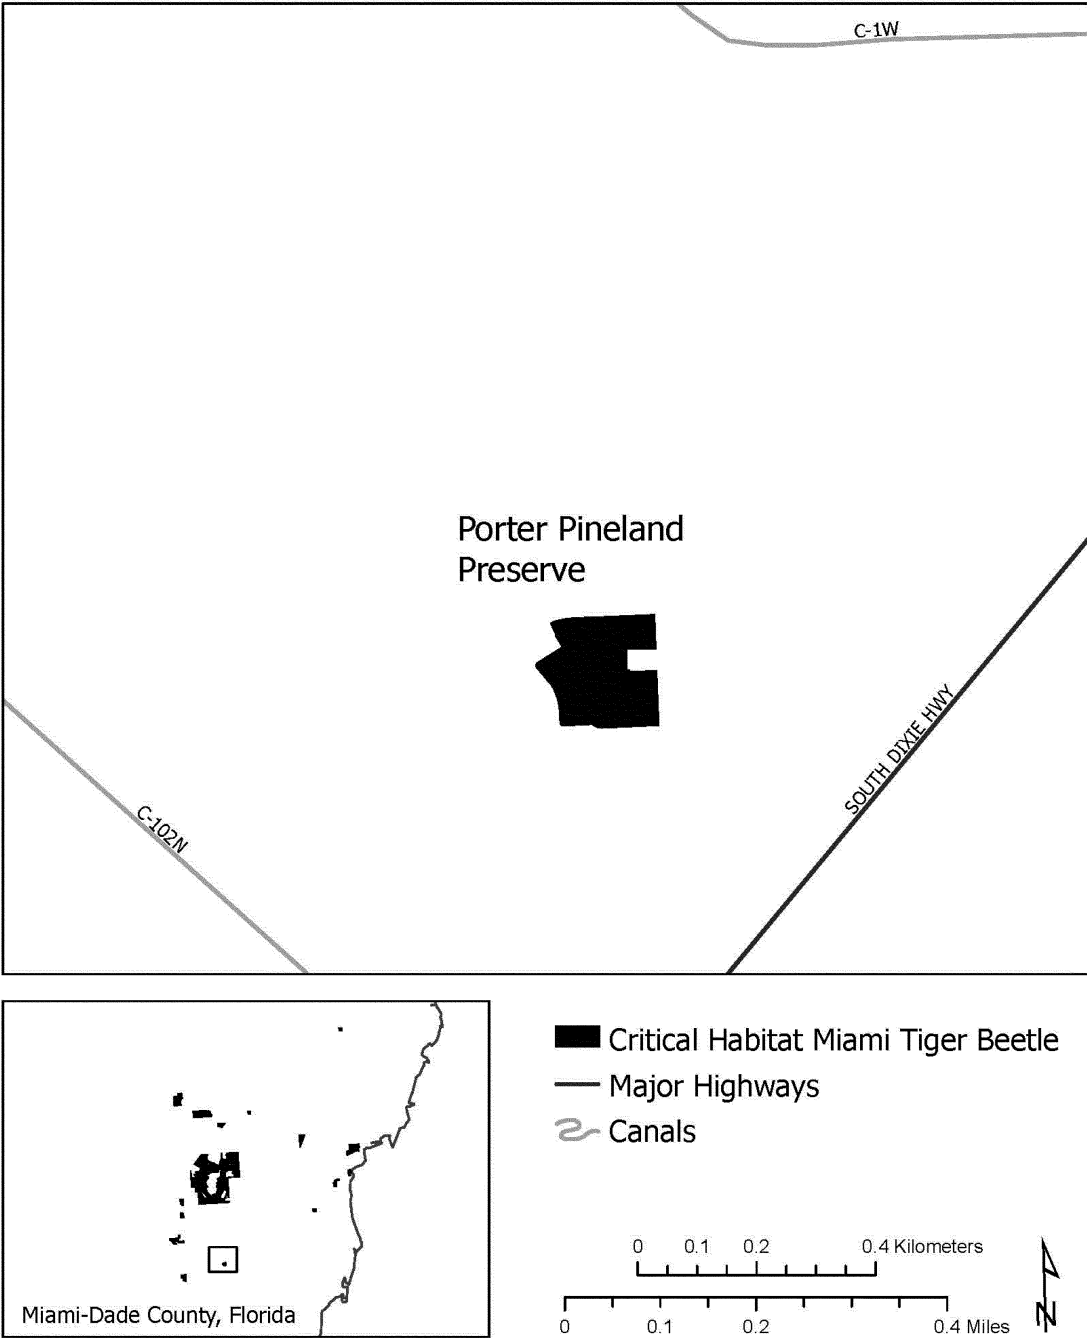 C-1W
Porter Pineland
Preserve
SOUTH DIXIE HWY
C-102N
Miami-Dade County, Florida
Critical Habitat Miami Tiger Beetle
Major Highways
Canals
0 0.1 0.2 0.4 Kilometers
0 0.1 0.2 0.4 Miles
N